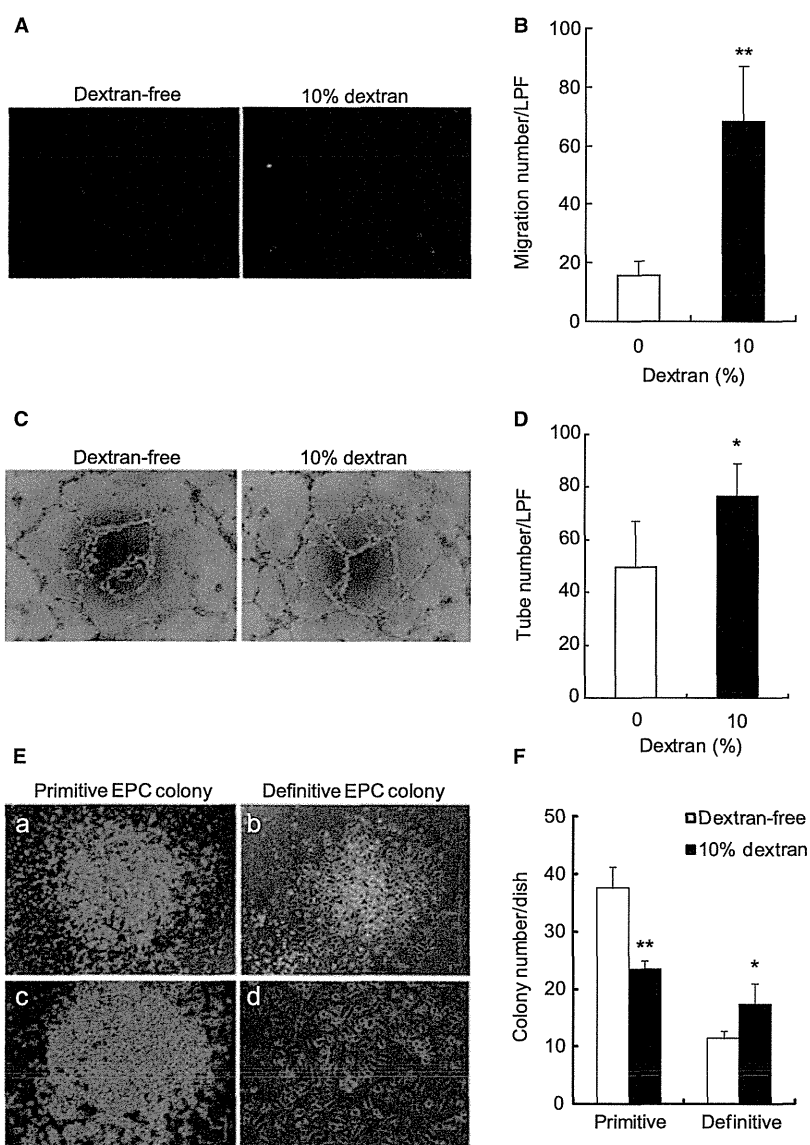 A
Dextran-free
10% dextran
B
100
80
60
40
20
0
Migration number/LPF
**
0
10
Dextran (%)
C
Dextran-free
10% dextran
D
100
80
60
40
20
0
Tube number/LPF
*
0
10
Dextran (%)
E
Primitive EPC colony
Definitive EPC colony
a
b
c
d
F
50
40
30
20
10
0
Colony number/dish
Dextran-free
10% dextran
**
*
Primitive
Definitive